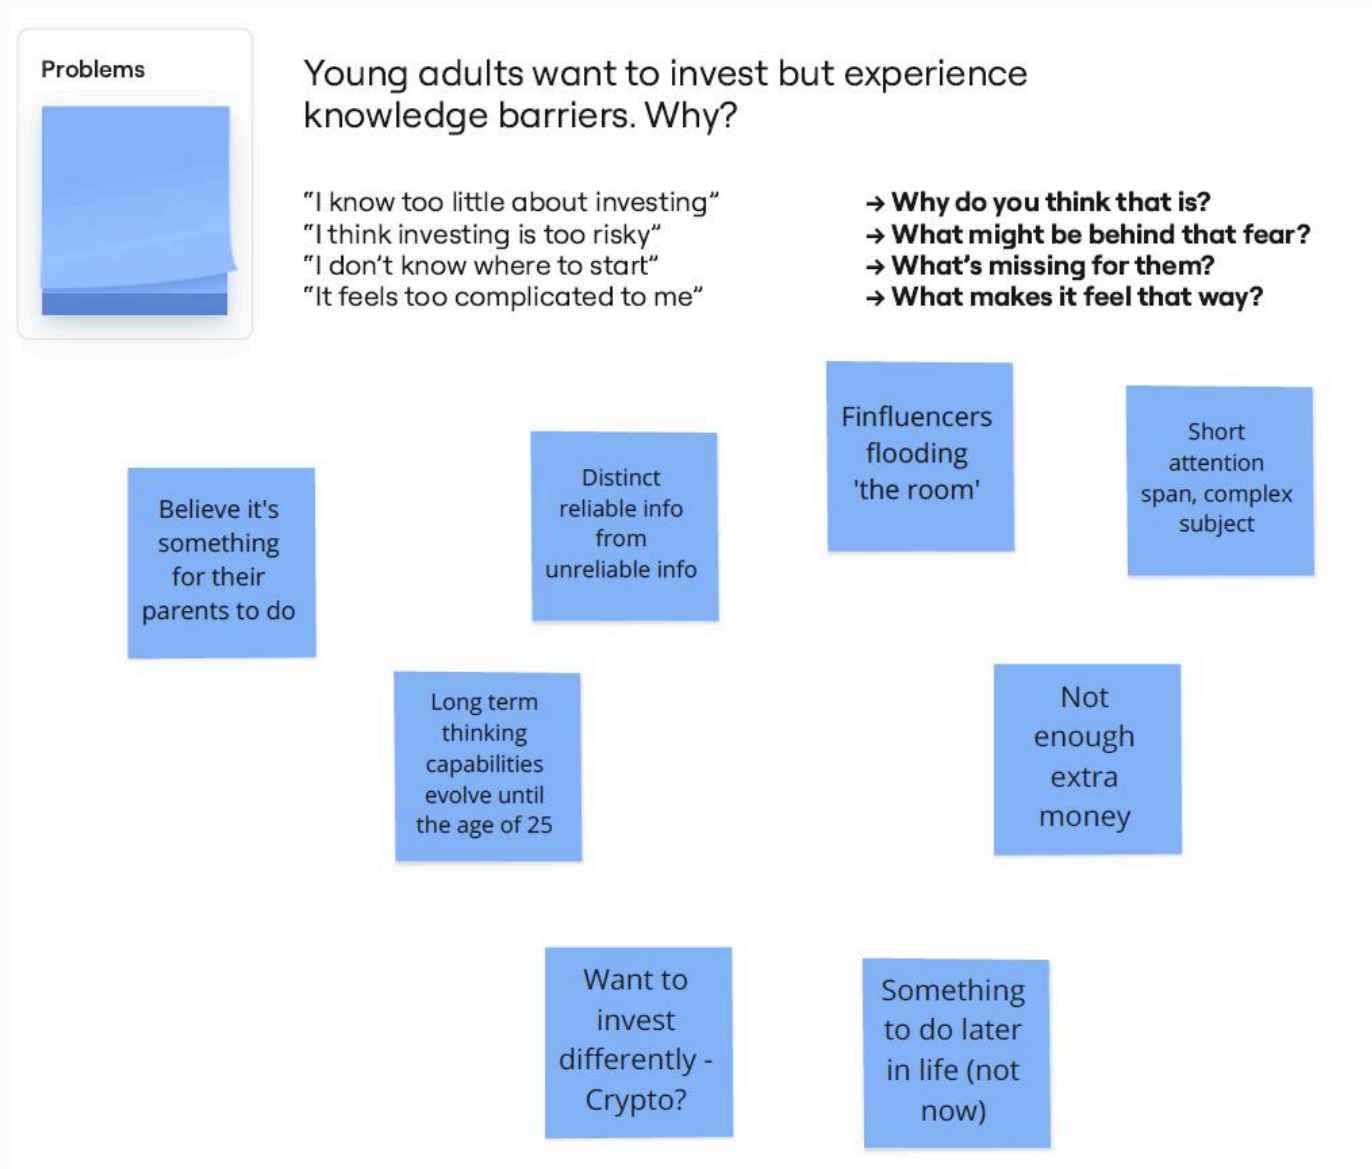 Problems
Young adults want to invest but experience
knowledge barriers. Why?
"I know too little about investing"
"I think investing is too risky"
"I don't know where to start"
"It feels too complicated to me"
→ Why do you think that is?
→ What might be behind that fear?
→ What's missing for them?
→ What makes it feel that way?
Finfluencers
flooding
'the room'
Short
attention
span, complex
subject
Distinct
reliable info
from
unreliable info
Believe it's
something
for their
parents to do
Long term
thinking
capabilities
evolve until
the age of 25
Not
enough
extra
money
Want to
invest
differently -
Crypto?
Something
to do later
in life (not
now)